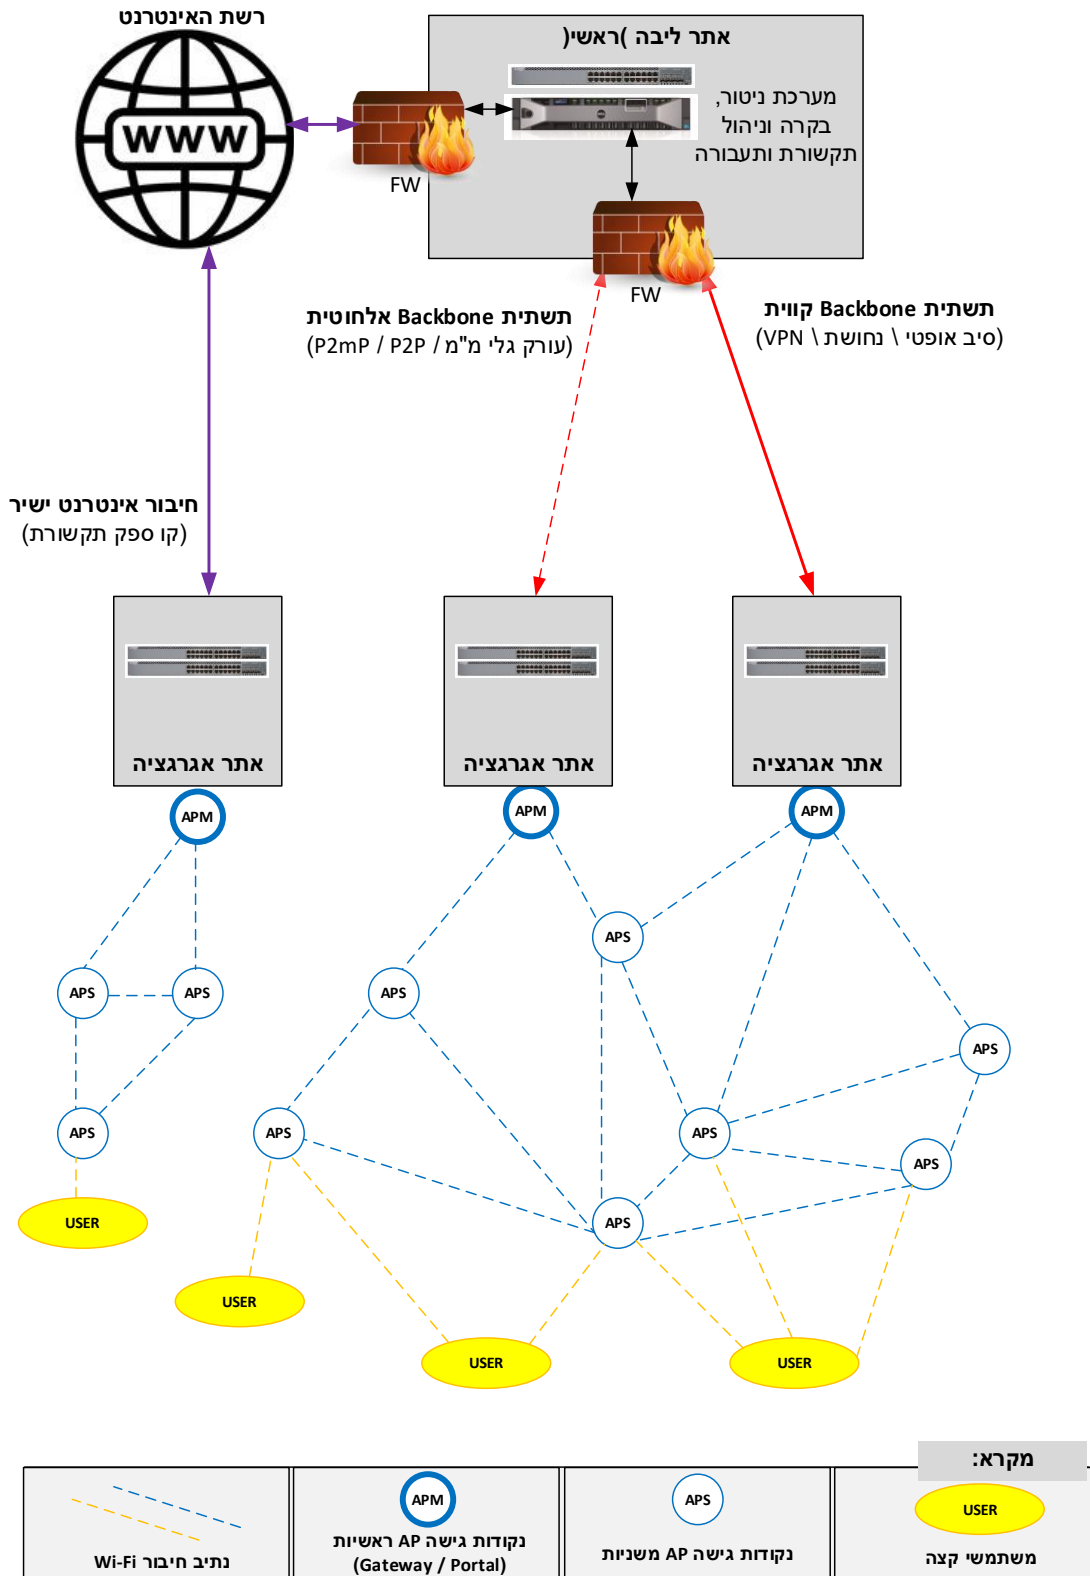 רשת האינטרנט
WWW
אתר ליבה )ראשי(
מערכת ניטור,
בקרה וניהול
תקשורת ותעבורה
FW
FW
תשתית Backbone אלחוטית
(עורק גלי מ"מ / P2mP / P2P)
תשתית Backbone קווית
(סיב אופטי \ נחושת \ VPN)
חיבור אינטרנט ישיר
(קו ספק תקשורת)
אתר אגרגציה
אתר אגרגציה
אתר אגרגציה
APM
APM
APM
APS
APS
APS
APS
APS
APS
APS
APS
APS
APS
USER
USER
USER
USER
מקרא:
USER
משתמשי קצה
APS
נקודות גישה AP משניות
APM
נקודות גישה AP ראשיות
(Gateway / Portal)
נתיב חיבור Wi-Fi